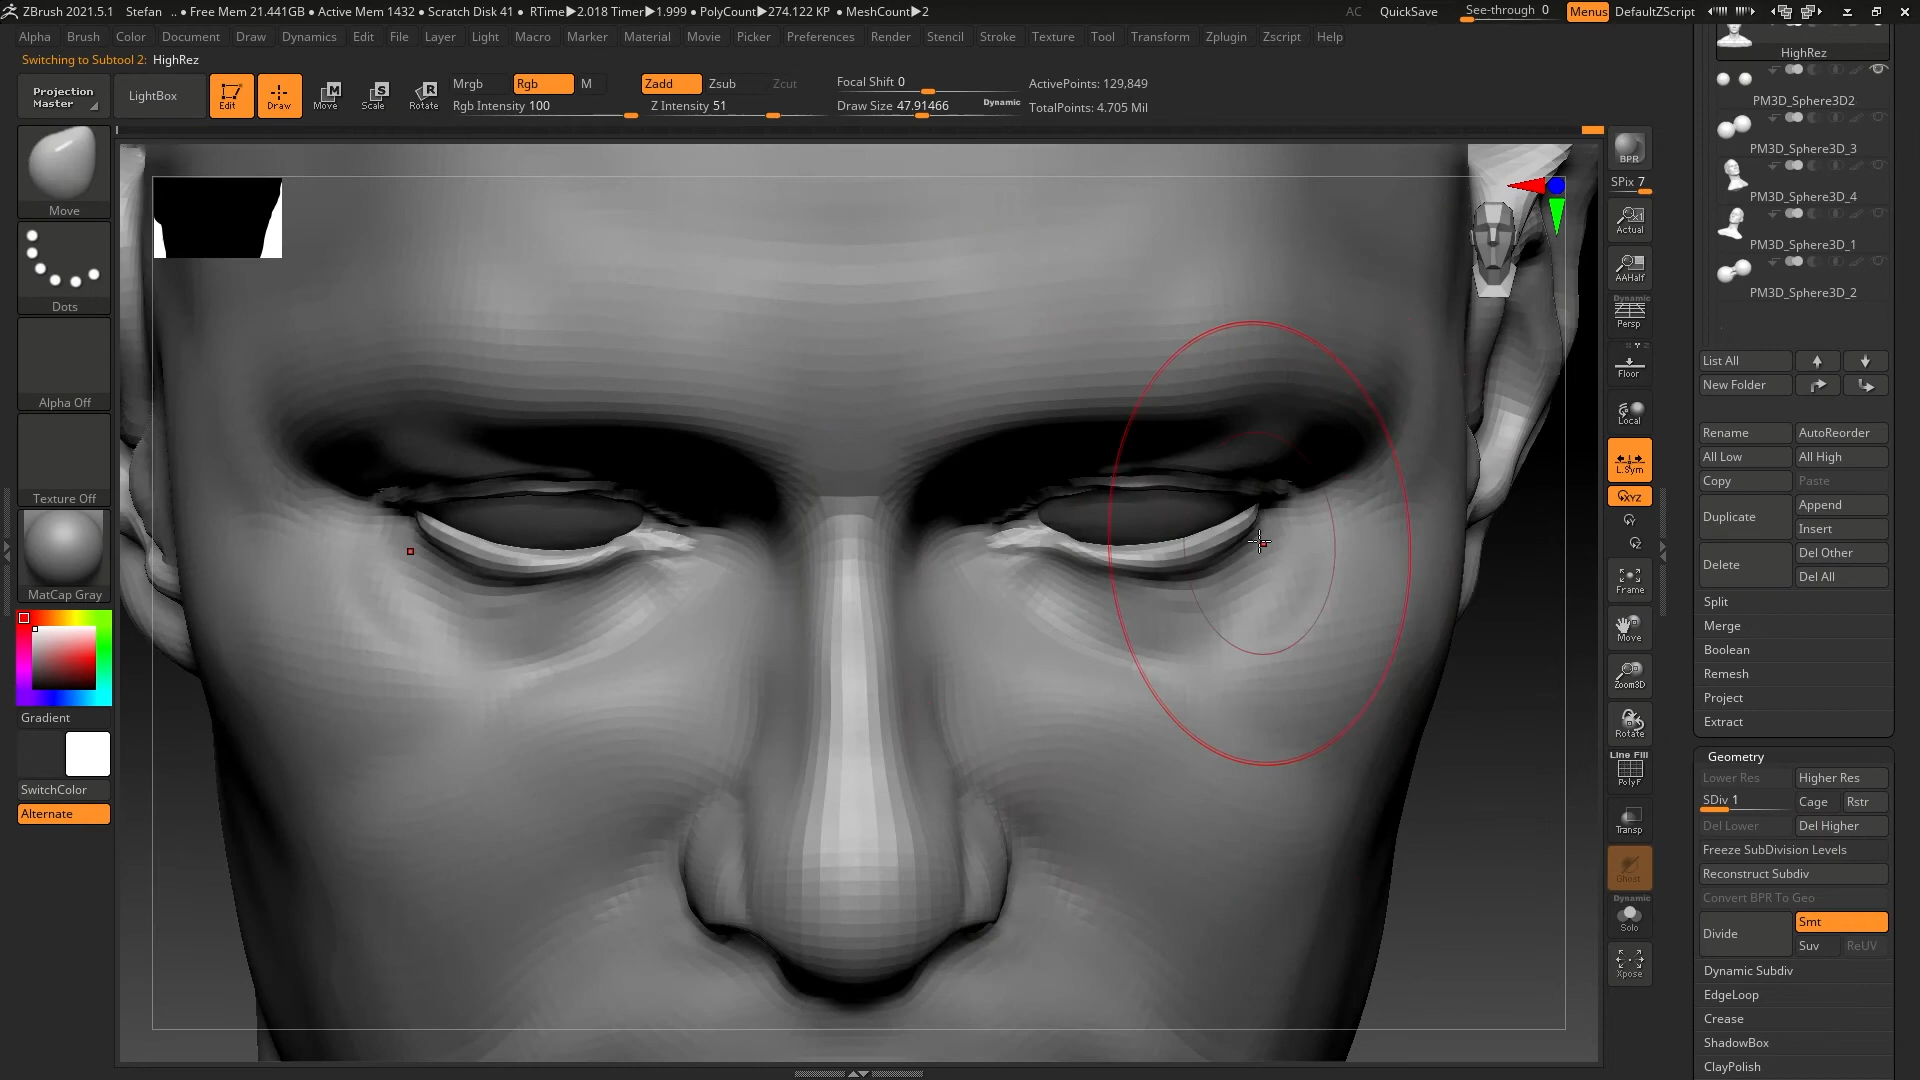 ZBrush 2021.5.1 Stefan .. • Free Mem 21.441GB • Active Mem 1432 • Scratch Disk 41 • RTime▶2.018 Timer▶1.999 • PolyCount▶274.122 KP • MeshCount▶2
AC QuickSave See-through 0 Menus DefaultZScript
Alpha Brush Color Document Draw Dynamics Edit File Layer Light Macro Marker Material Movie Picker Preferences Render Stencil Stroke Texture Tool Transform Zplugin Zscript Help
Switching to Subtool 2: HighRez
Projection Master
LightBox
Edit
Draw
Move
Scale
Rotate
Mrgb Rgb M
Rgb Intensity 100
Zadd Zsub Zcut
Z Intensity 51
Focal Shift 0
Draw Size 47.91466 Dynamic
ActivePoints: 129,849
TotalPoints: 4.705 Mil
Move
Dots
Alpha Off
Texture Off
MatCap Gray
Gradient
SwitchColor
Alternate
BPR
SPix 7
Actual
AAHalf
Dynamic
Persp
Floor
Local
L.Sym
XYZ
Y
Z
Frame
Move
Zoom3D
Rotate
Line Fill
PolyF
Transp
Ghost
Dynamic
Solo
Xpose
HighRez
PM3D_Sphere3D2
PM3D_Sphere3D_3
PM3D_Sphere3D_4
PM3D_Sphere3D_1
PM3D_Sphere3D_2
List All
New Folder
Rename AutoReorder
All Low All High
Copy Paste
Duplicate Append
Insert
Delete Del Other
Del All
Split
Merge
Boolean
Remesh
Project
Extract
Geometry
Lower Res Higher Res
SDiv 1 Cage Rstr
Del Lower Del Higher
Freeze SubDivision Levels
Reconstruct Subdiv
Convert BPR To Geo
Divide Smt
Suv ReUV
Dynamic Subdiv
EdgeLoop
Crease
ShadowBox
ClayPolish